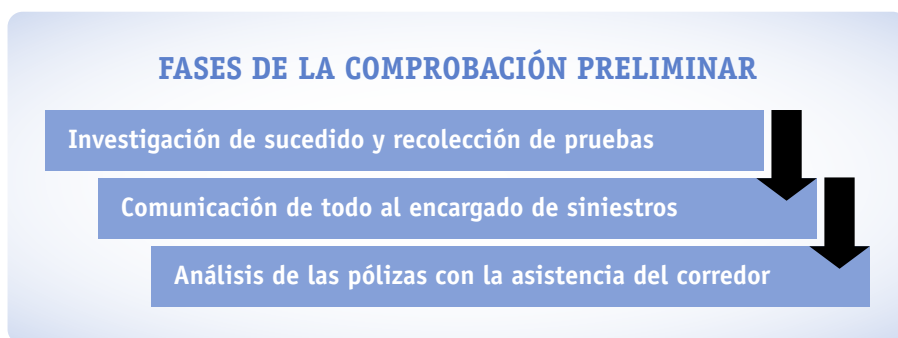 FASES DE LA COMPROBACIÓN PRELIMINAR
Investigación de sucedido y recolección de pruebas
Comunicación de todo al encargado de siniestros
Análisis de las pólizas con la asistencia del corredor